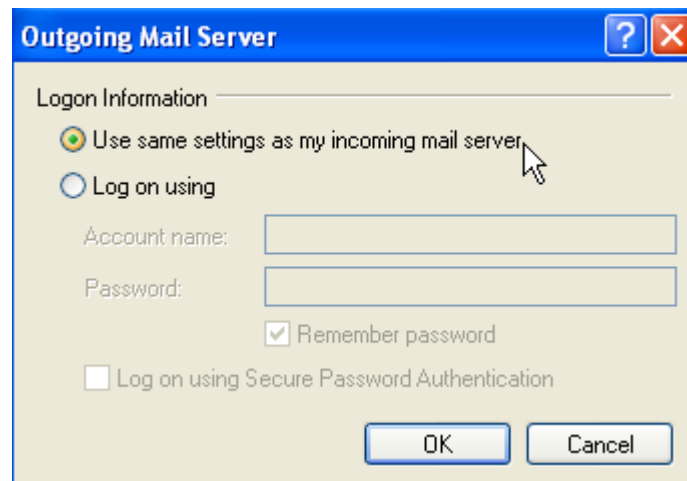 Outgoing Mail Server
Logon Information
Use same settings as my incoming mail server
Log on using
Account name:
Password:
Remember password
Log on using Secure Password Authentication
OK Cancel